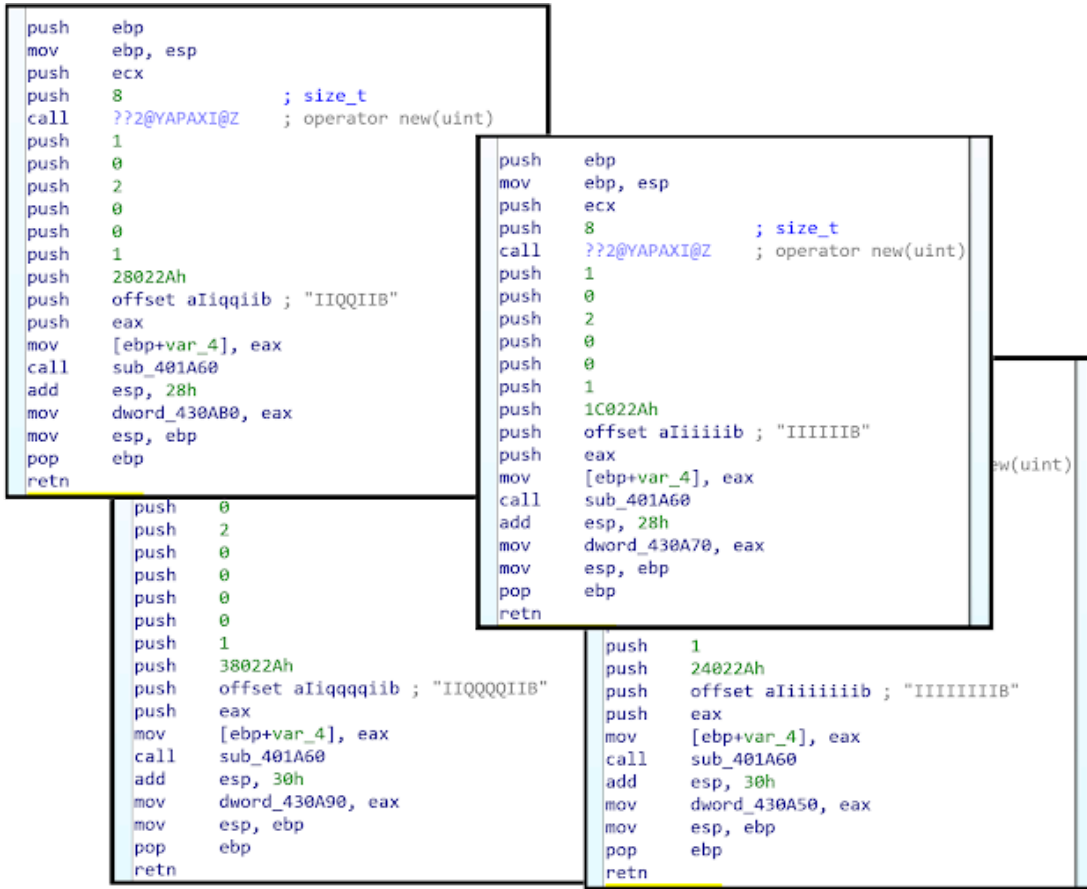 push ebp
mov ebp, esp
push ecx
push 8 ; size_t
call ??2@YAPAXI@Z ; operator new(uint)
push 1
push 0
push 2
push 0
push 0
push 1
push 28022Ah
push offset aIiqqiib ; "IIQQIIB"
push eax
mov [ebp+var_4], eax
call sub_401A60
add esp, 28h
mov dword_430AB0, eax
mov esp, ebp
pop ebp
retn
push ebp
mov ebp, esp
push ecx
push 8 ; size_t
call ??2@YAPAXI@Z ; operator new(uint)
push 1
push 0
push 2
push 0
push 0
push 1
push 1C022Ah
push offset aIiiiiib ; "IIIIIIB"
push eax
mov [ebp+var_4], eax
call sub_401A60
add esp, 28h
mov dword_430A70, eax
mov esp, ebp
pop ebp
retn
push 0
push 2
push 0
push 0
push 0
push 0
push 1
push 38022Ah
push offset aIiqqqqiib ; "IIQQQQIIB"
push eax
mov [ebp+var_4], eax
call sub_401A60
add esp, 30h
mov dword_430A90, eax
mov esp, ebp
pop ebp
retn
ew(uint)
push 1
push 24022Ah
push offset aIiiiiiiib ; "IIIIIIIIB"
push eax
mov [ebp+var_4], eax
call sub_401A60
add esp, 30h
mov dword_430A50, eax
mov esp, ebp
pop ebp
retn